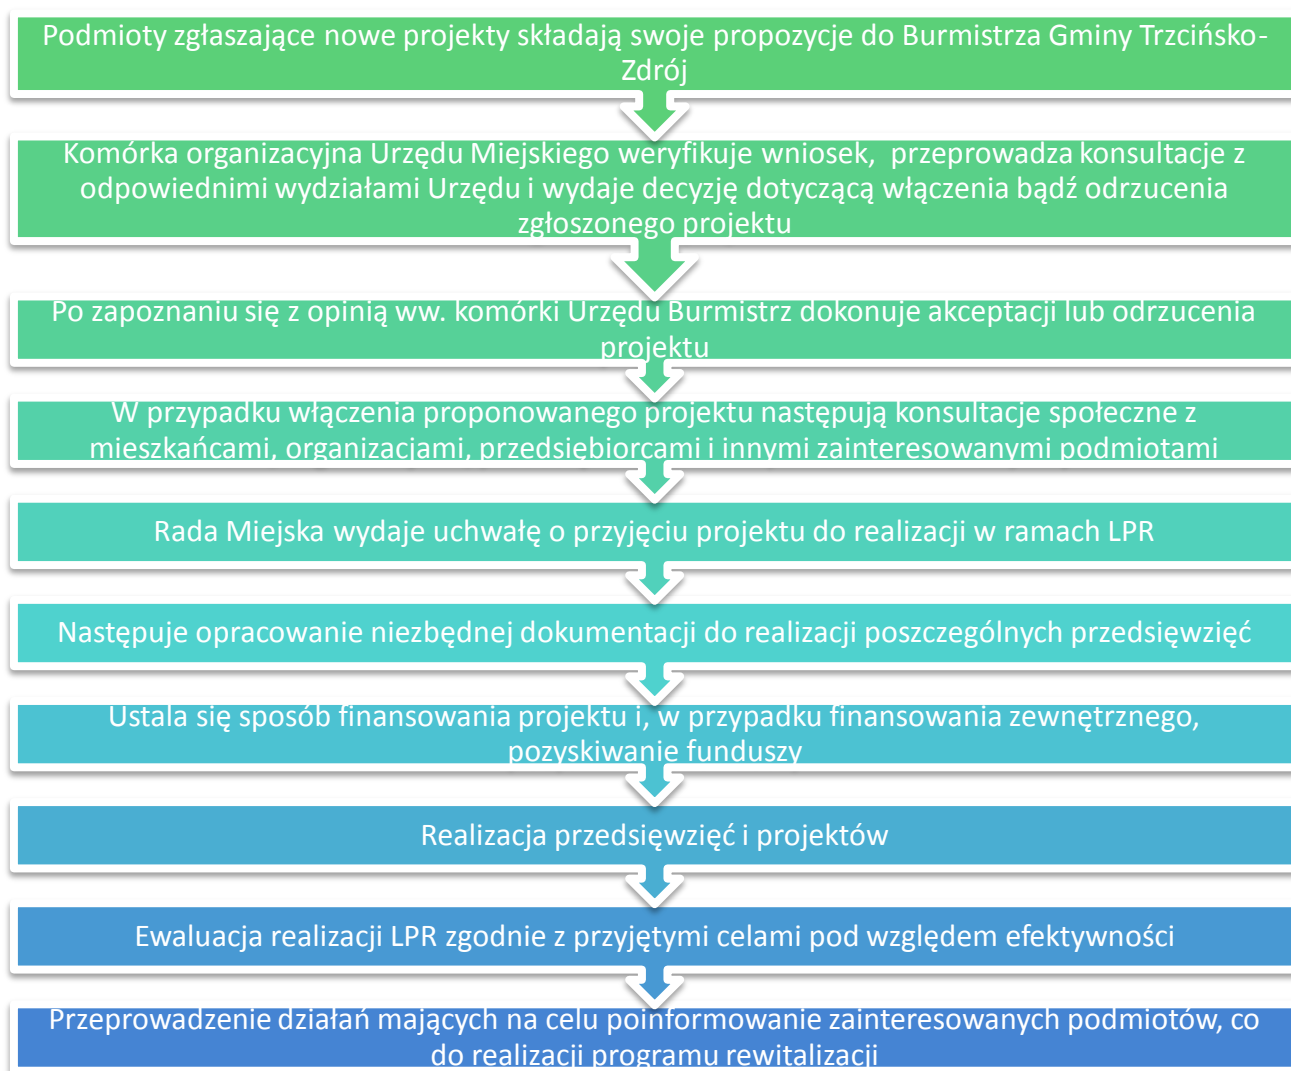 Podmioty zgłaszające nowe projekty składają swoje propozycje do Burmistrza Gminy Trzcińsko-
Zdrój
Komórka organizacyjna Urzędu Miejskiego weryfikuje wniosek, przeprowadza konsultacje z
odpowiednimi wydziałami Urzędu i wydaje decyzję dotyczącą włączenia bądź odrzucenia
zgłoszonego projektu
Po zapoznaniu się z opinią ww. komórki Urzędu Burmistrz dokonuje akceptacji lub odrzucenia
projektu
W przypadku włączenia proponowanego projektu następują konsultacje społeczne z
mieszkańcami, organizacjami, przedsiębiorcami i innymi zainteresowanymi podmiotami
Rada Miejska wydaje uchwałę o przyjęciu projektu do realizacji w ramach LPR
Następuje opracowanie niezbędnej dokumentacji do realizacji poszczególnych przedsięwzięć
Ustala się sposób finansowania projektu i, w przypadku finansowania zewnętrznego,
pozyskiwanie funduszy
Realizacja przedsięwzięć i projektów
Ewaluacja realizacji LPR zgodnie z przyjętymi celami pod względem efektywności
Przeprowadzenie działań mających na celu poinformowanie zainteresowanych podmiotów, co
do realizacji programu rewitalizacji